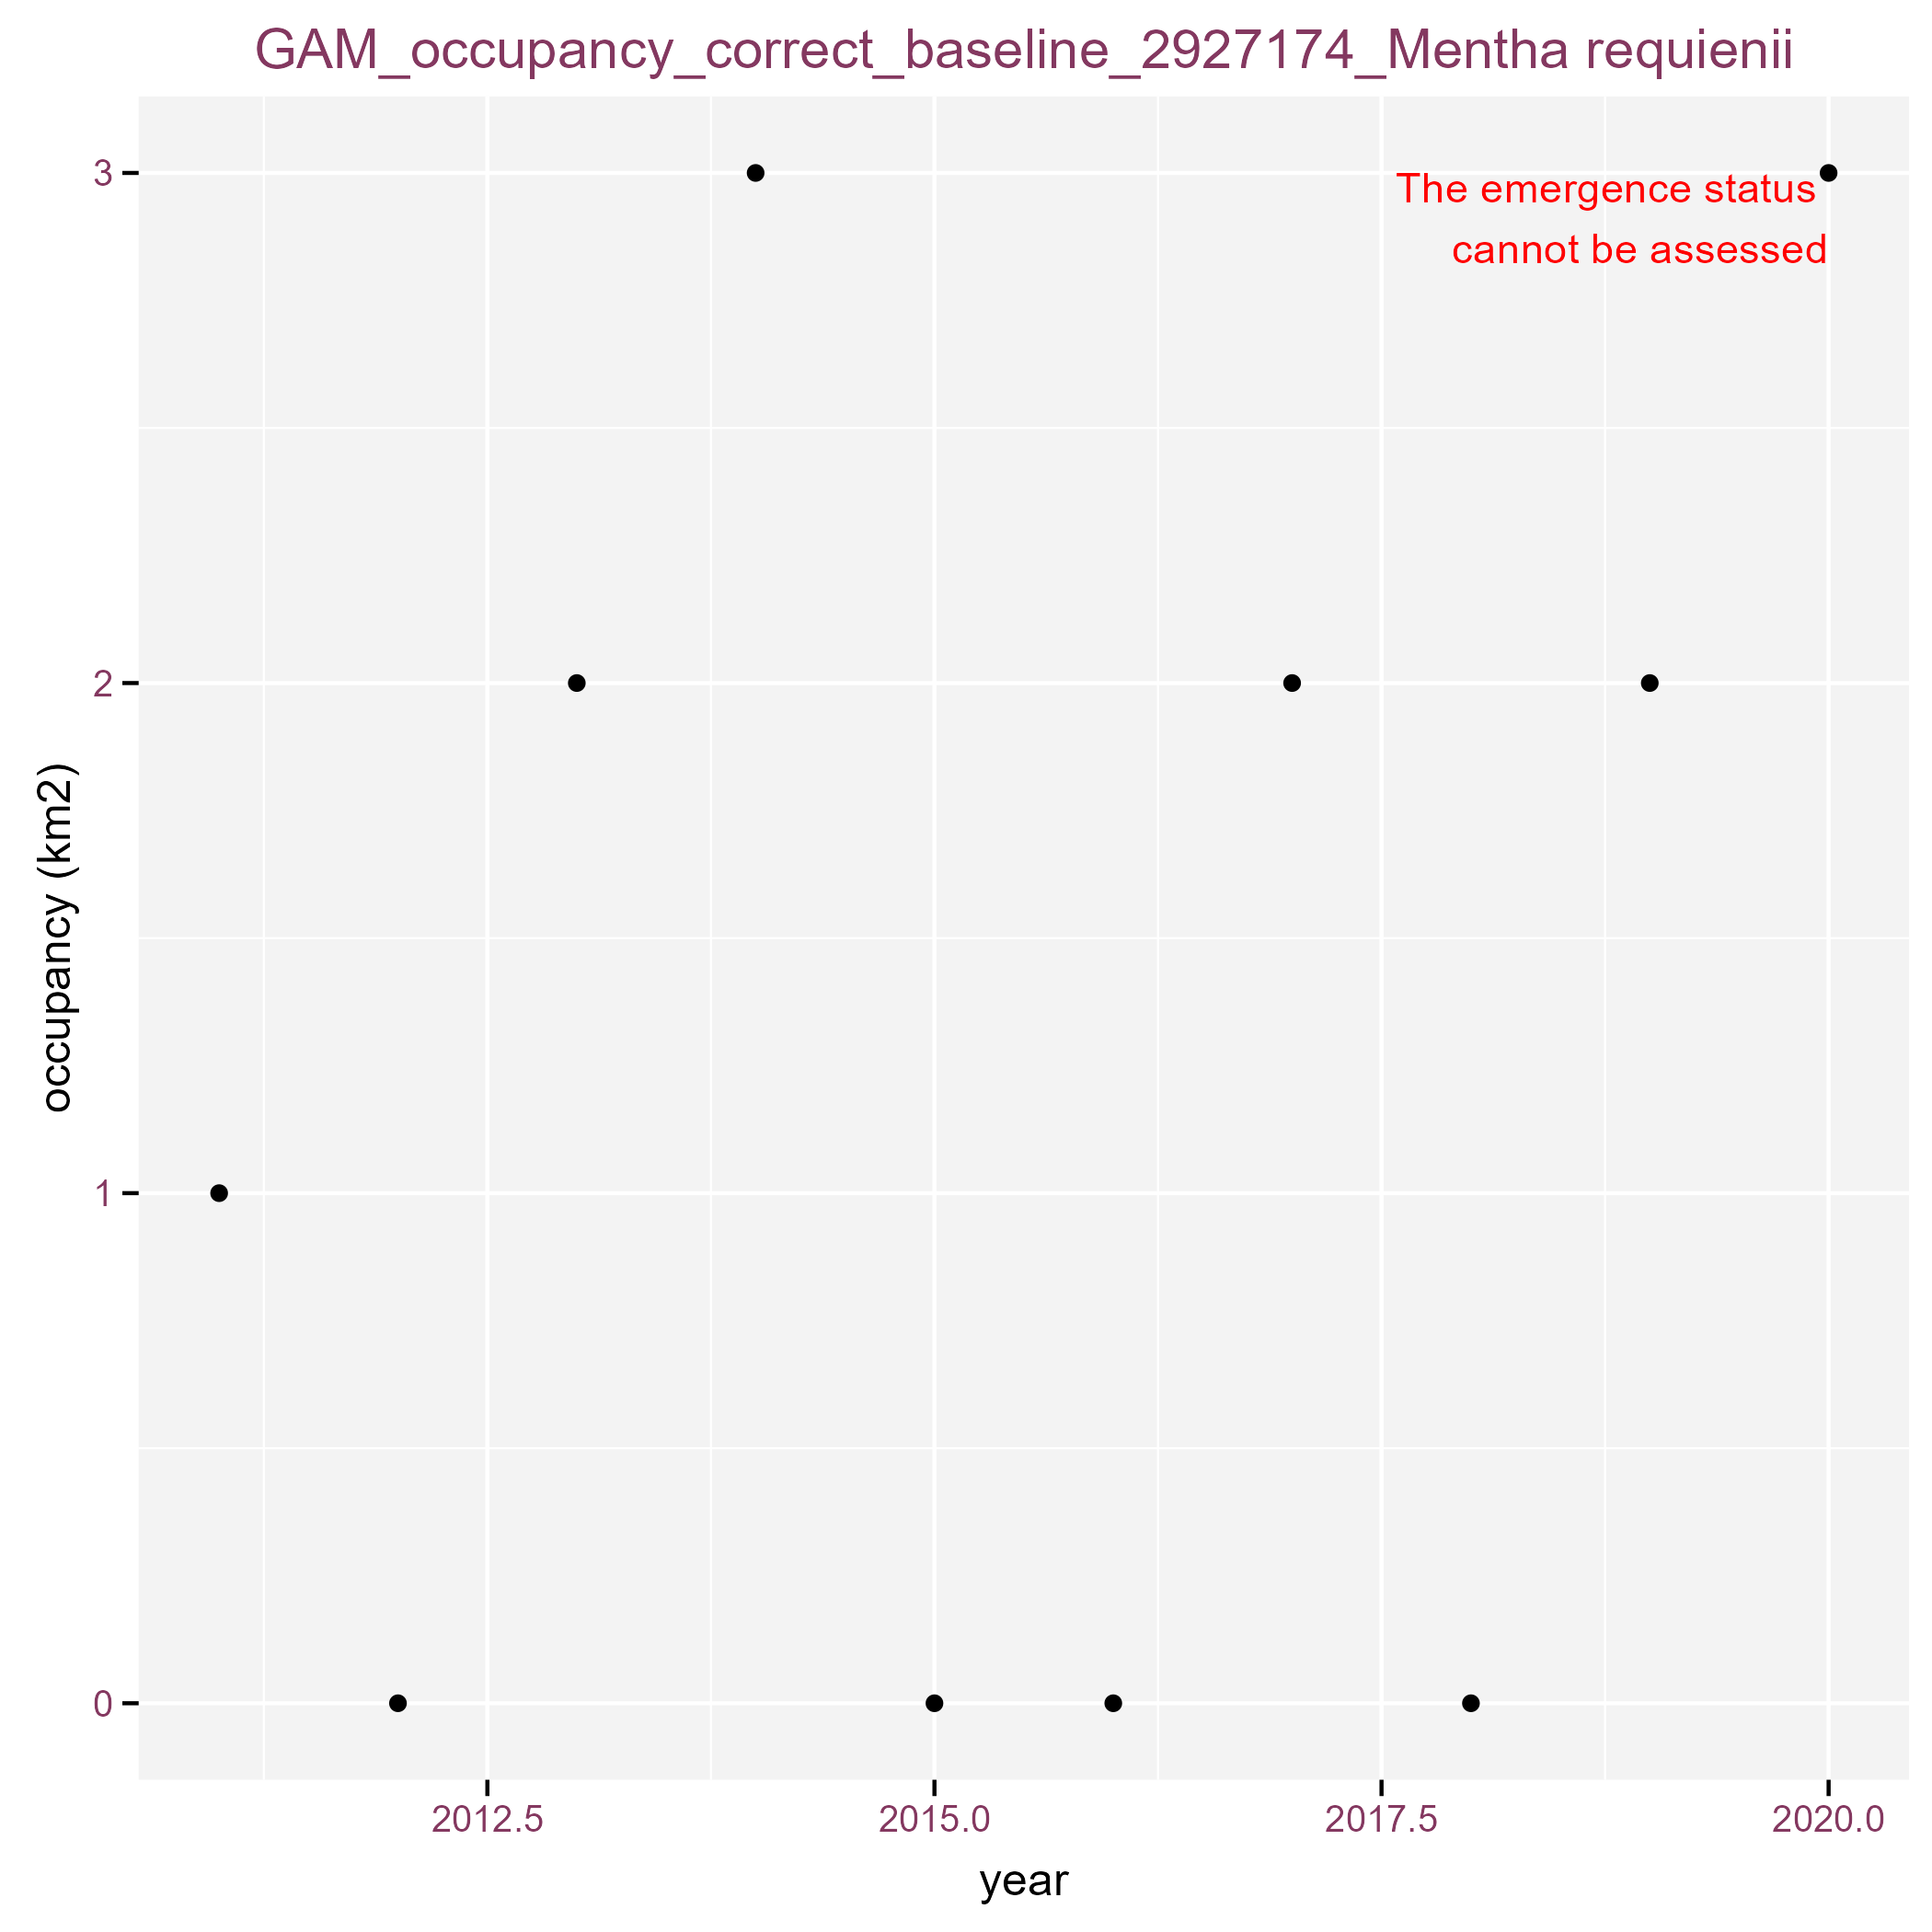 GAM_occupancy_correct_baseline_2927174_Mentha requienii
3
The emergence status
cannot be assessed
2
occupancy (km2)
1
0
2012.5 2015.0 2017.5 2020.0
year